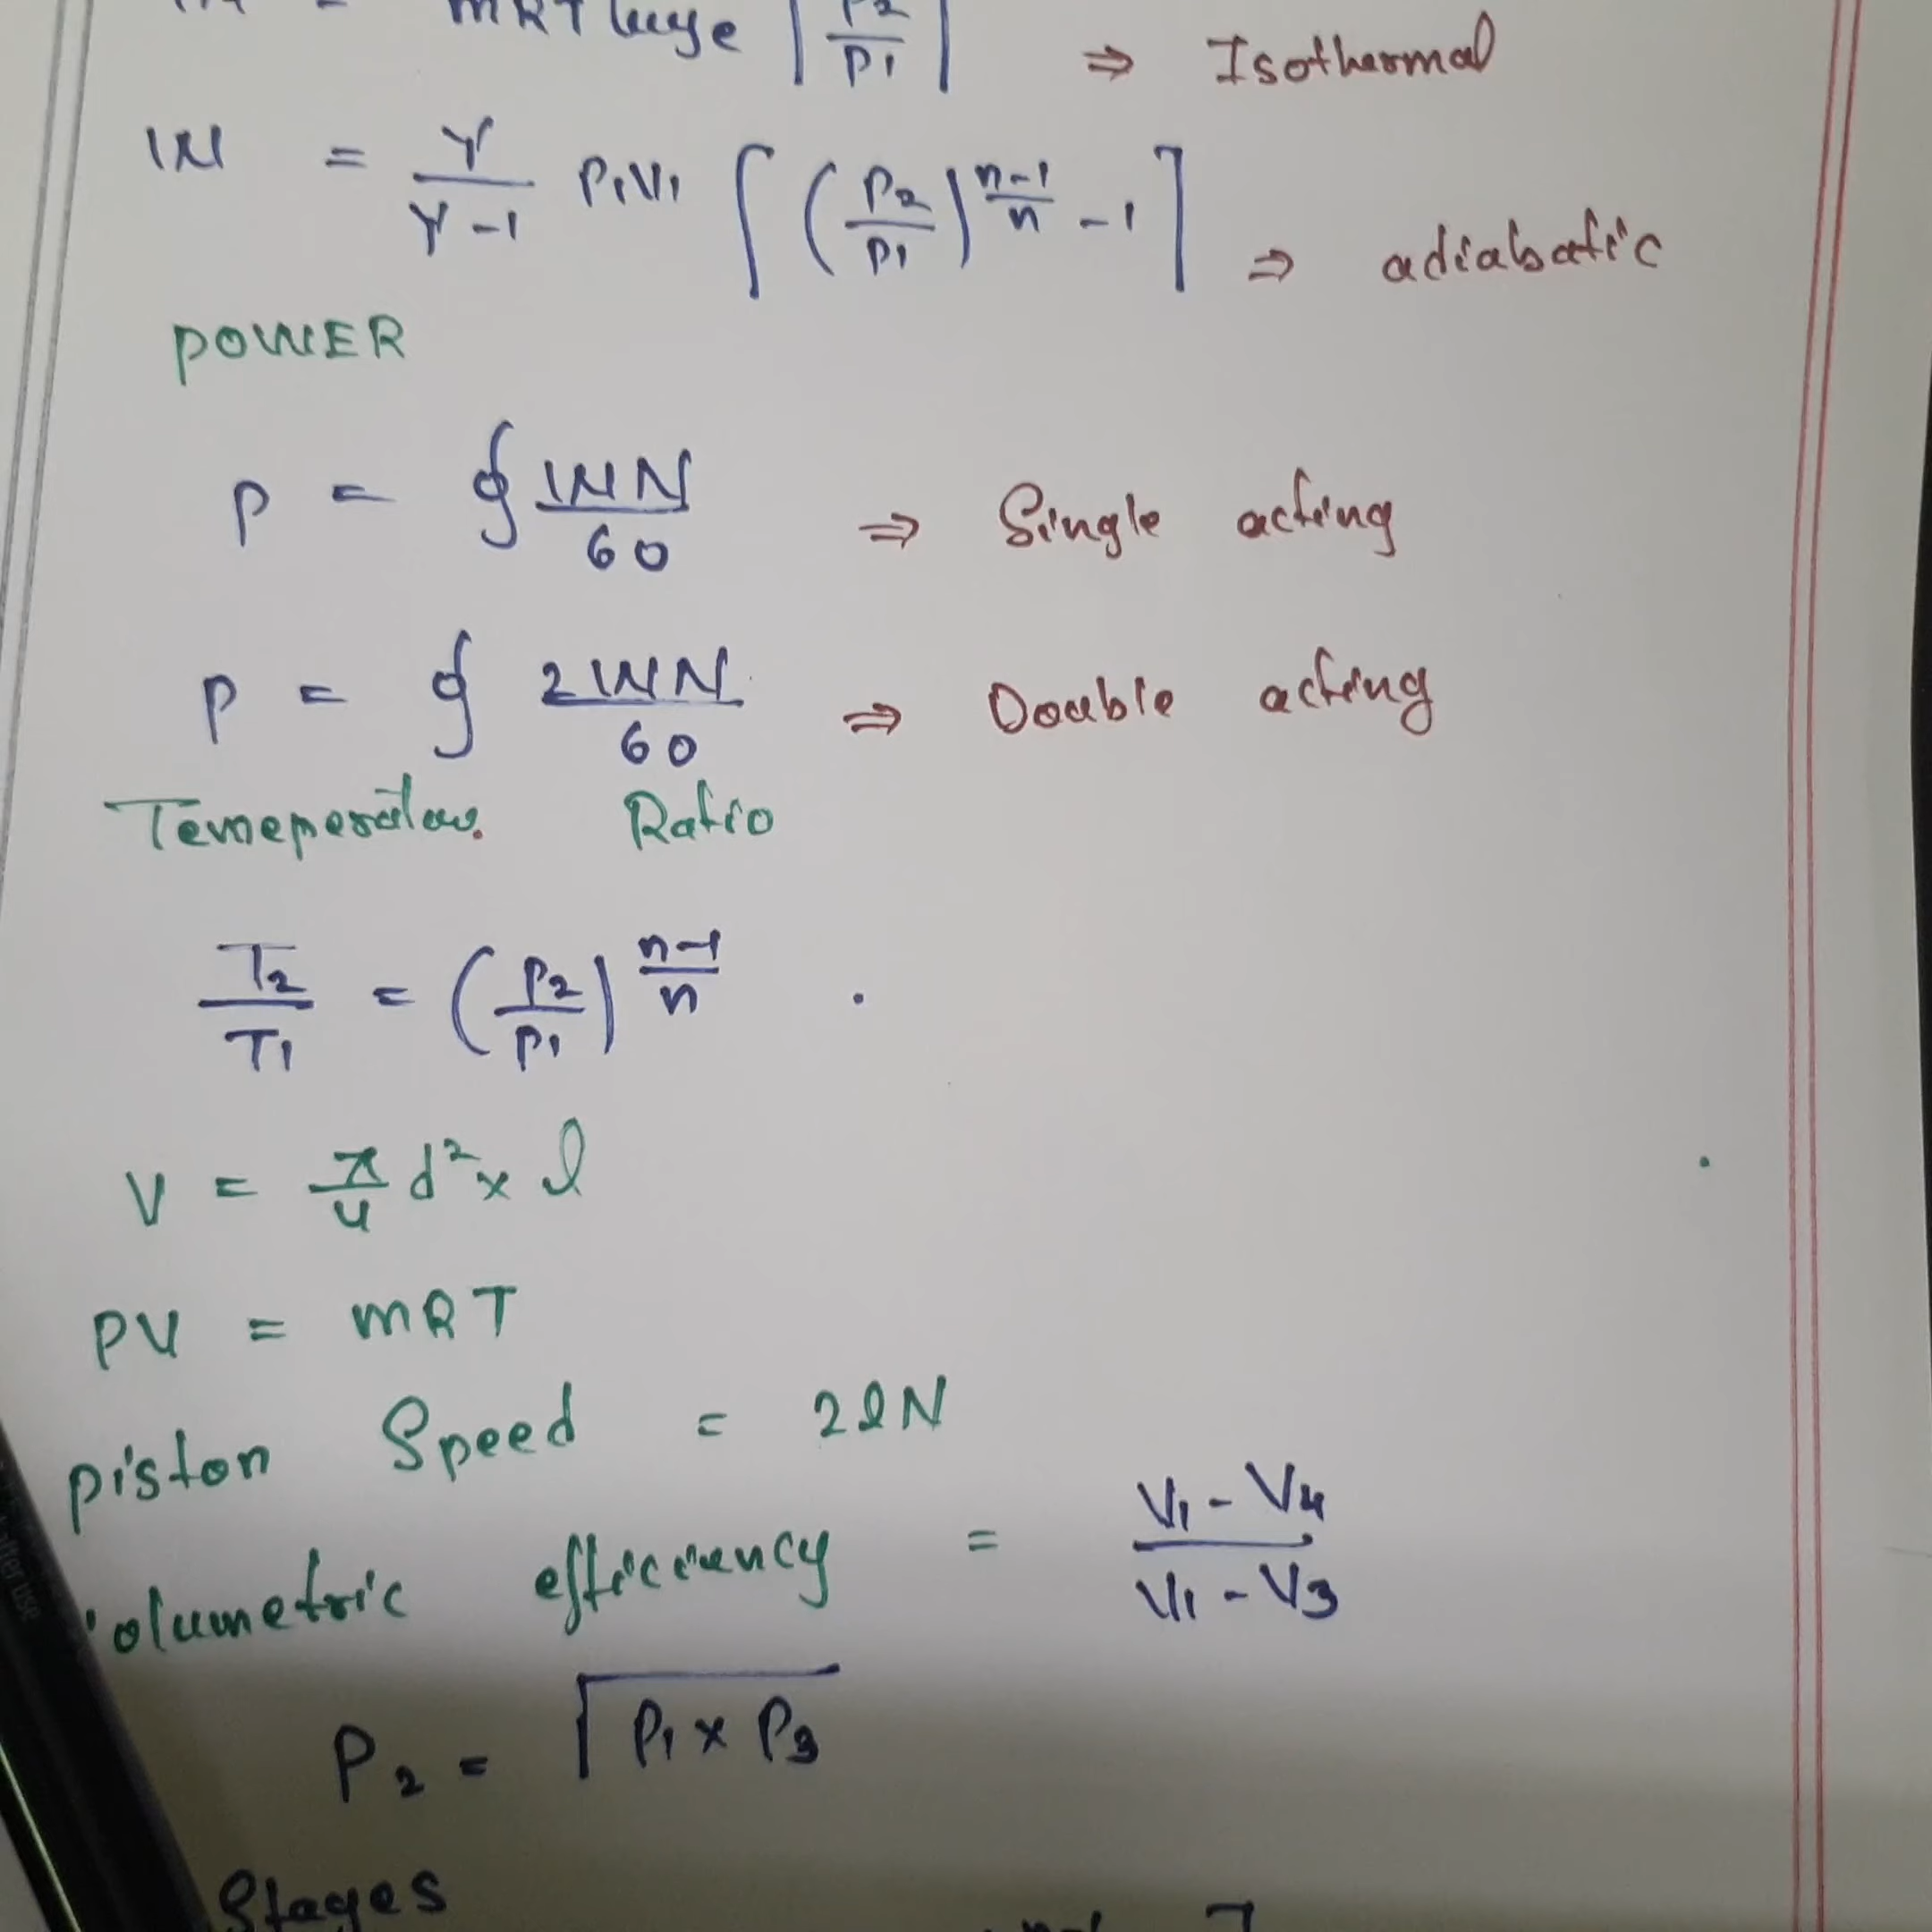 = mRT loge [P2/P1] ⇒ Isothermal
W = γ/(γ-1) P1V1 [(P2/P1)^((n-1)/n) - 1] ⇒ adiabatic
POWER
P = ∮ WN/60 ⇒ Single acting
P = ∮ 2WN/60 ⇒ Double acting
Ratio
T2/T1 = (P2/P1)^((n-1)/n)
V = π/4 d² x l
PV = mRT
piston Speed = 2lN
olumetric efficiency = (V1 - V4)/(V1 - V3)
P2 = √(P1 x P3)
Stages